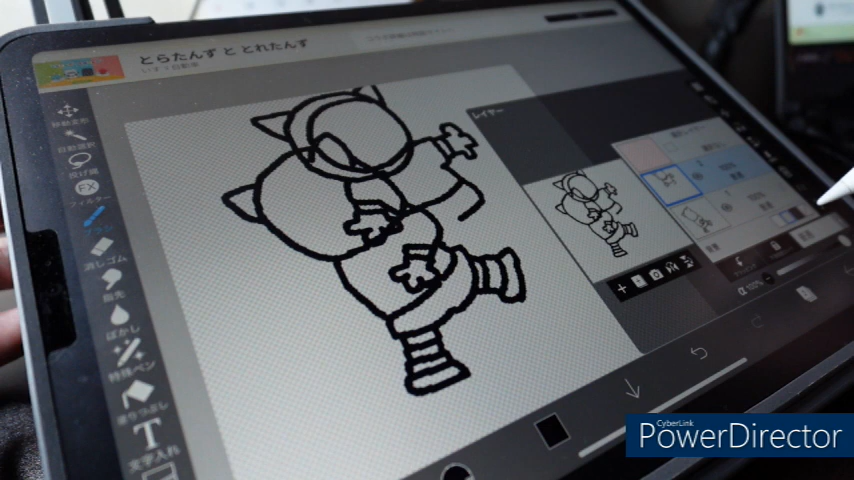 とらたんず ととれたんず
レイヤー
移動変形
自動選択
投げ縄
FX
フィルター
ブラシ
消しゴム
指先
ぼかし
特殊ペン
塗りつぶし
T
文字入れ
CyberLink
PowerDirector